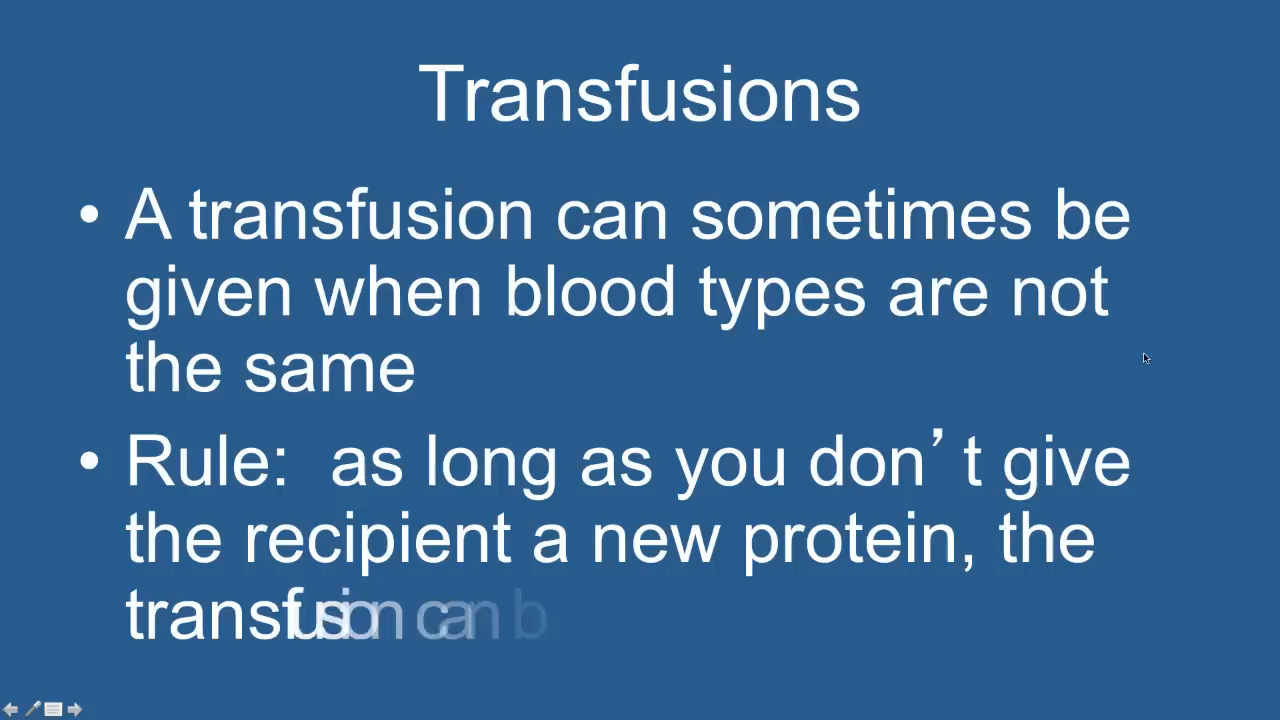 Transfusions
• A transfusion can sometimes be
given when blood types are not
the same
• Rule: as long as you don’t give
the recipient a new protein, the
transfusion can b